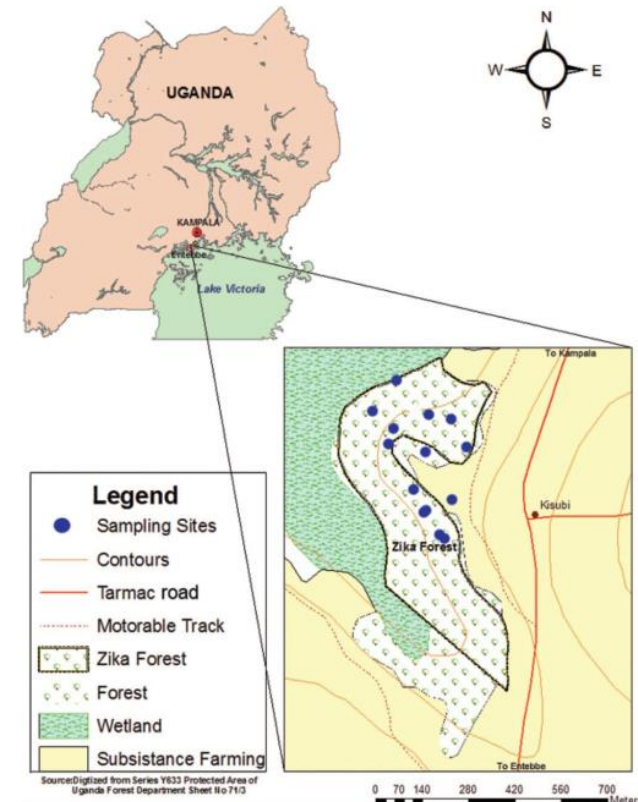 N
W E
S
UGANDA
KAMPALA
Entebbe
Lake Victoria
To Kampala
Kisubi
Zika Forest
To Entebbe
Legend
Sampling Sites
Contours
Tarmac road
Motorable Track
Zika Forest
Forest
Wetland
Subsistance Farming
Source:Digtized from Series Y633 Protected Area of
Uganda Forest Department Sheet No 71/3
0 70 140 280 420 560 700